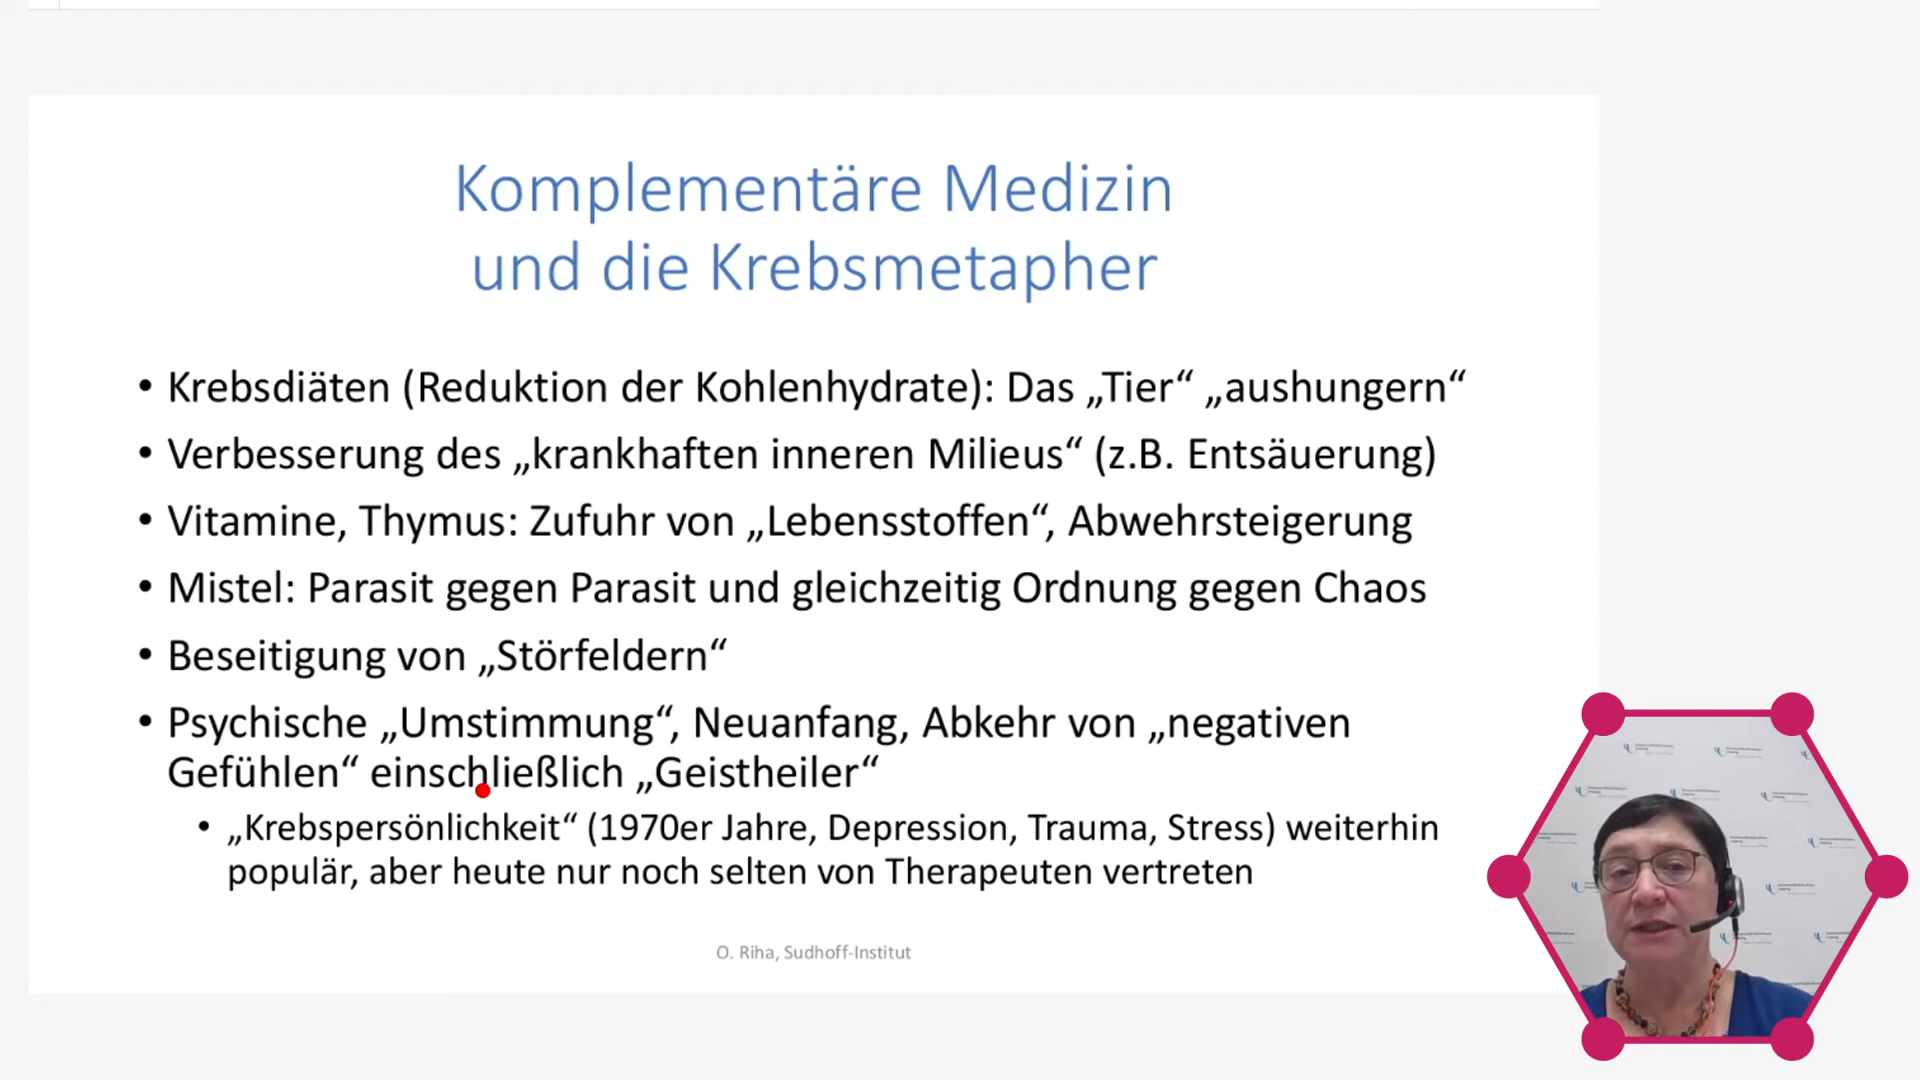 Komplementäre Medizin
und die Krebsmetapher
• Krebsdiäten (Reduktion der Kohlenhydrate): Das „Tier“ „aushungern“
• Verbesserung des „krankhaften inneren Milieus“ (z.B. Entsäuerung)
• Vitamine, Thymus: Zufuhr von „Lebensstoffen“, Abwehrsteigerung
• Mistel: Parasit gegen Parasit und gleichzeitig Ordnung gegen Chaos
• Beseitigung von „Störfeldern“
• Psychische „Umstimmung“, Neuanfang, Abkehr von „negativen
Gefühlen“ einschließlich „Geistheiler“
• „Krebspersönlichkeit“ (1970er Jahre, Depression, Trauma, Stress) weiterhin
populär, aber heute nur noch selten von Therapeuten vertreten
O. Riha, Sudhoff-Institut